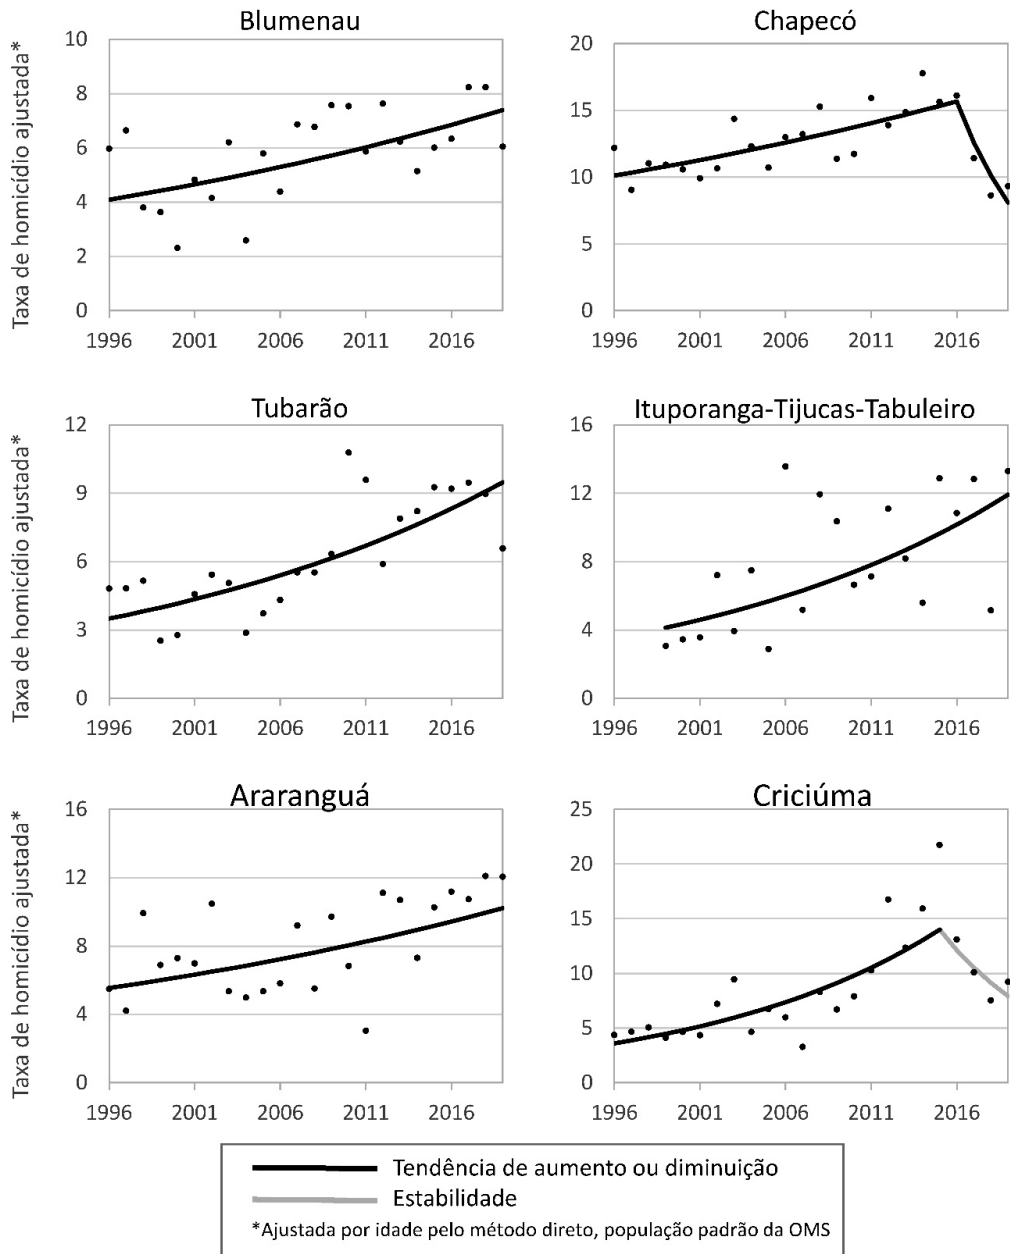 Blumenau
Taxa de homicídio ajustada*
10
8
6
4
2
0
1996 2001 2006 2011 2016
Chapecó
20
15
10
5
0
1996 2001 2006 2011 2016
Tubarão
Taxa de homicídio ajustada*
12
9
6
3
0
1996 2001 2006 2011 2016
Ituporanga-Tijucas-Tabuleiro
16
12
8
4
0
1996 2001 2006 2011 2016
Araranguá
Taxa de homicídio ajustada*
16
12
8
4
0
1996 2001 2006 2011 2016
Criciúma
25
20
15
10
5
0
1996 2001 2006 2011 2016
Tendência de aumento ou diminuição
Estabilidade
*Ajustada por idade pelo método direto, população padrão da OMS